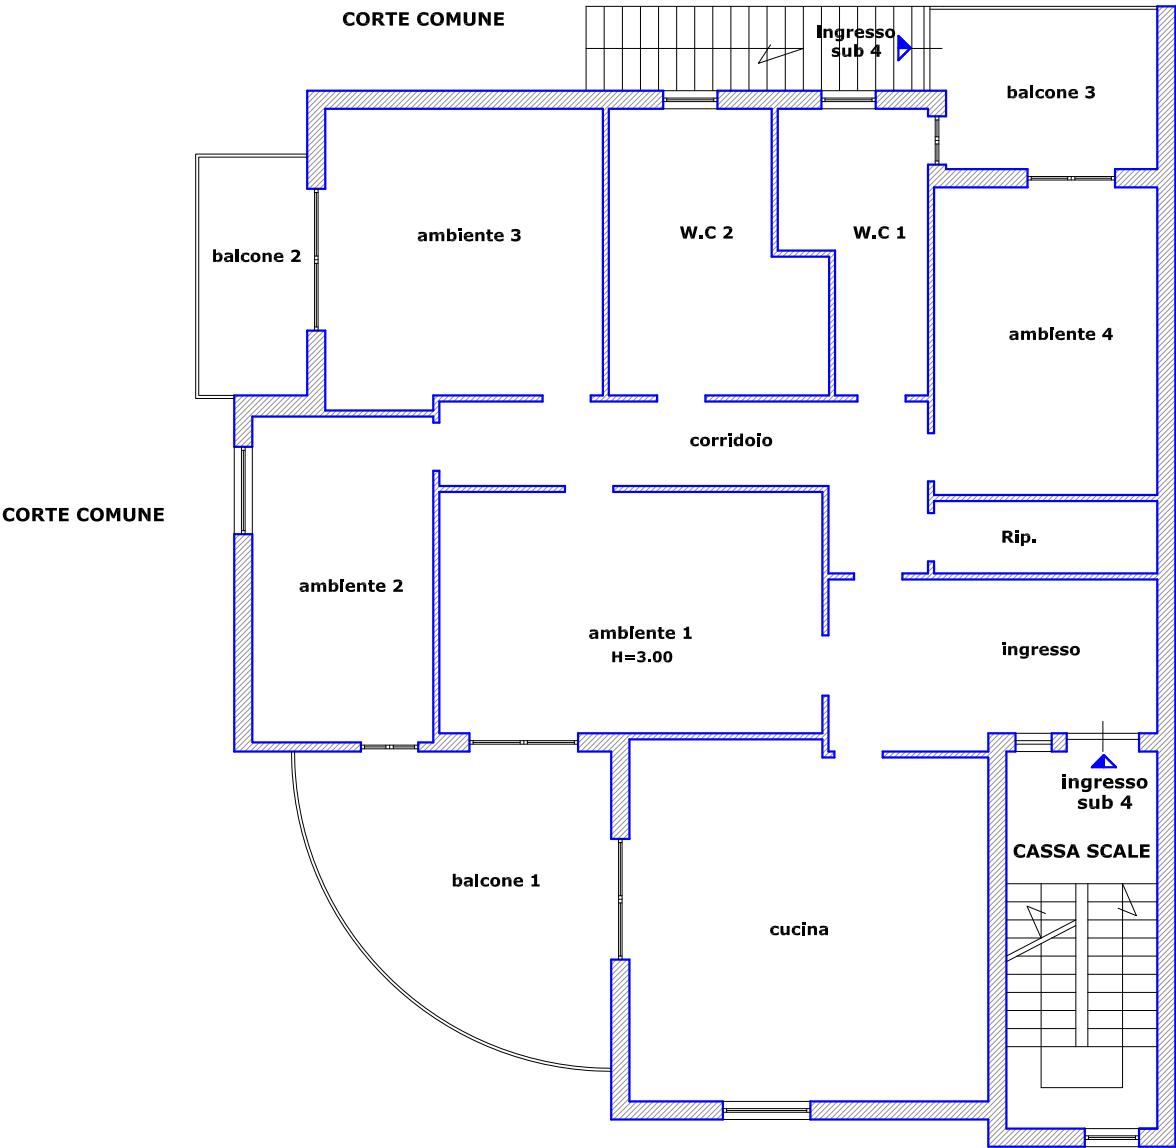 CORTE COMUNE
Ingresso
sub 4
balcone 3
balcone 2
ambiente 3
W.C 2
W.C 1
ambiente 4
corridoio
CORTE COMUNE
Rip.
ambiente 2
ambiente 1
H=3.00
ingresso
ingresso
sub 4
CASSA SCALE
balcone 1
cucina